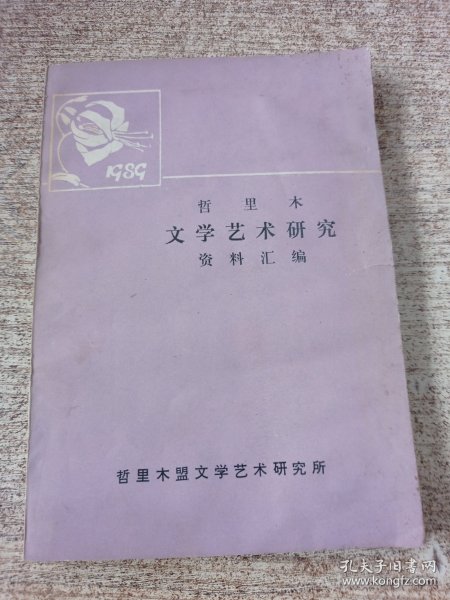 1989
哲里木
文学艺术研究
资料汇编
哲里木盟文学艺术研究所
孔夫子旧书网
www.kongfz.com